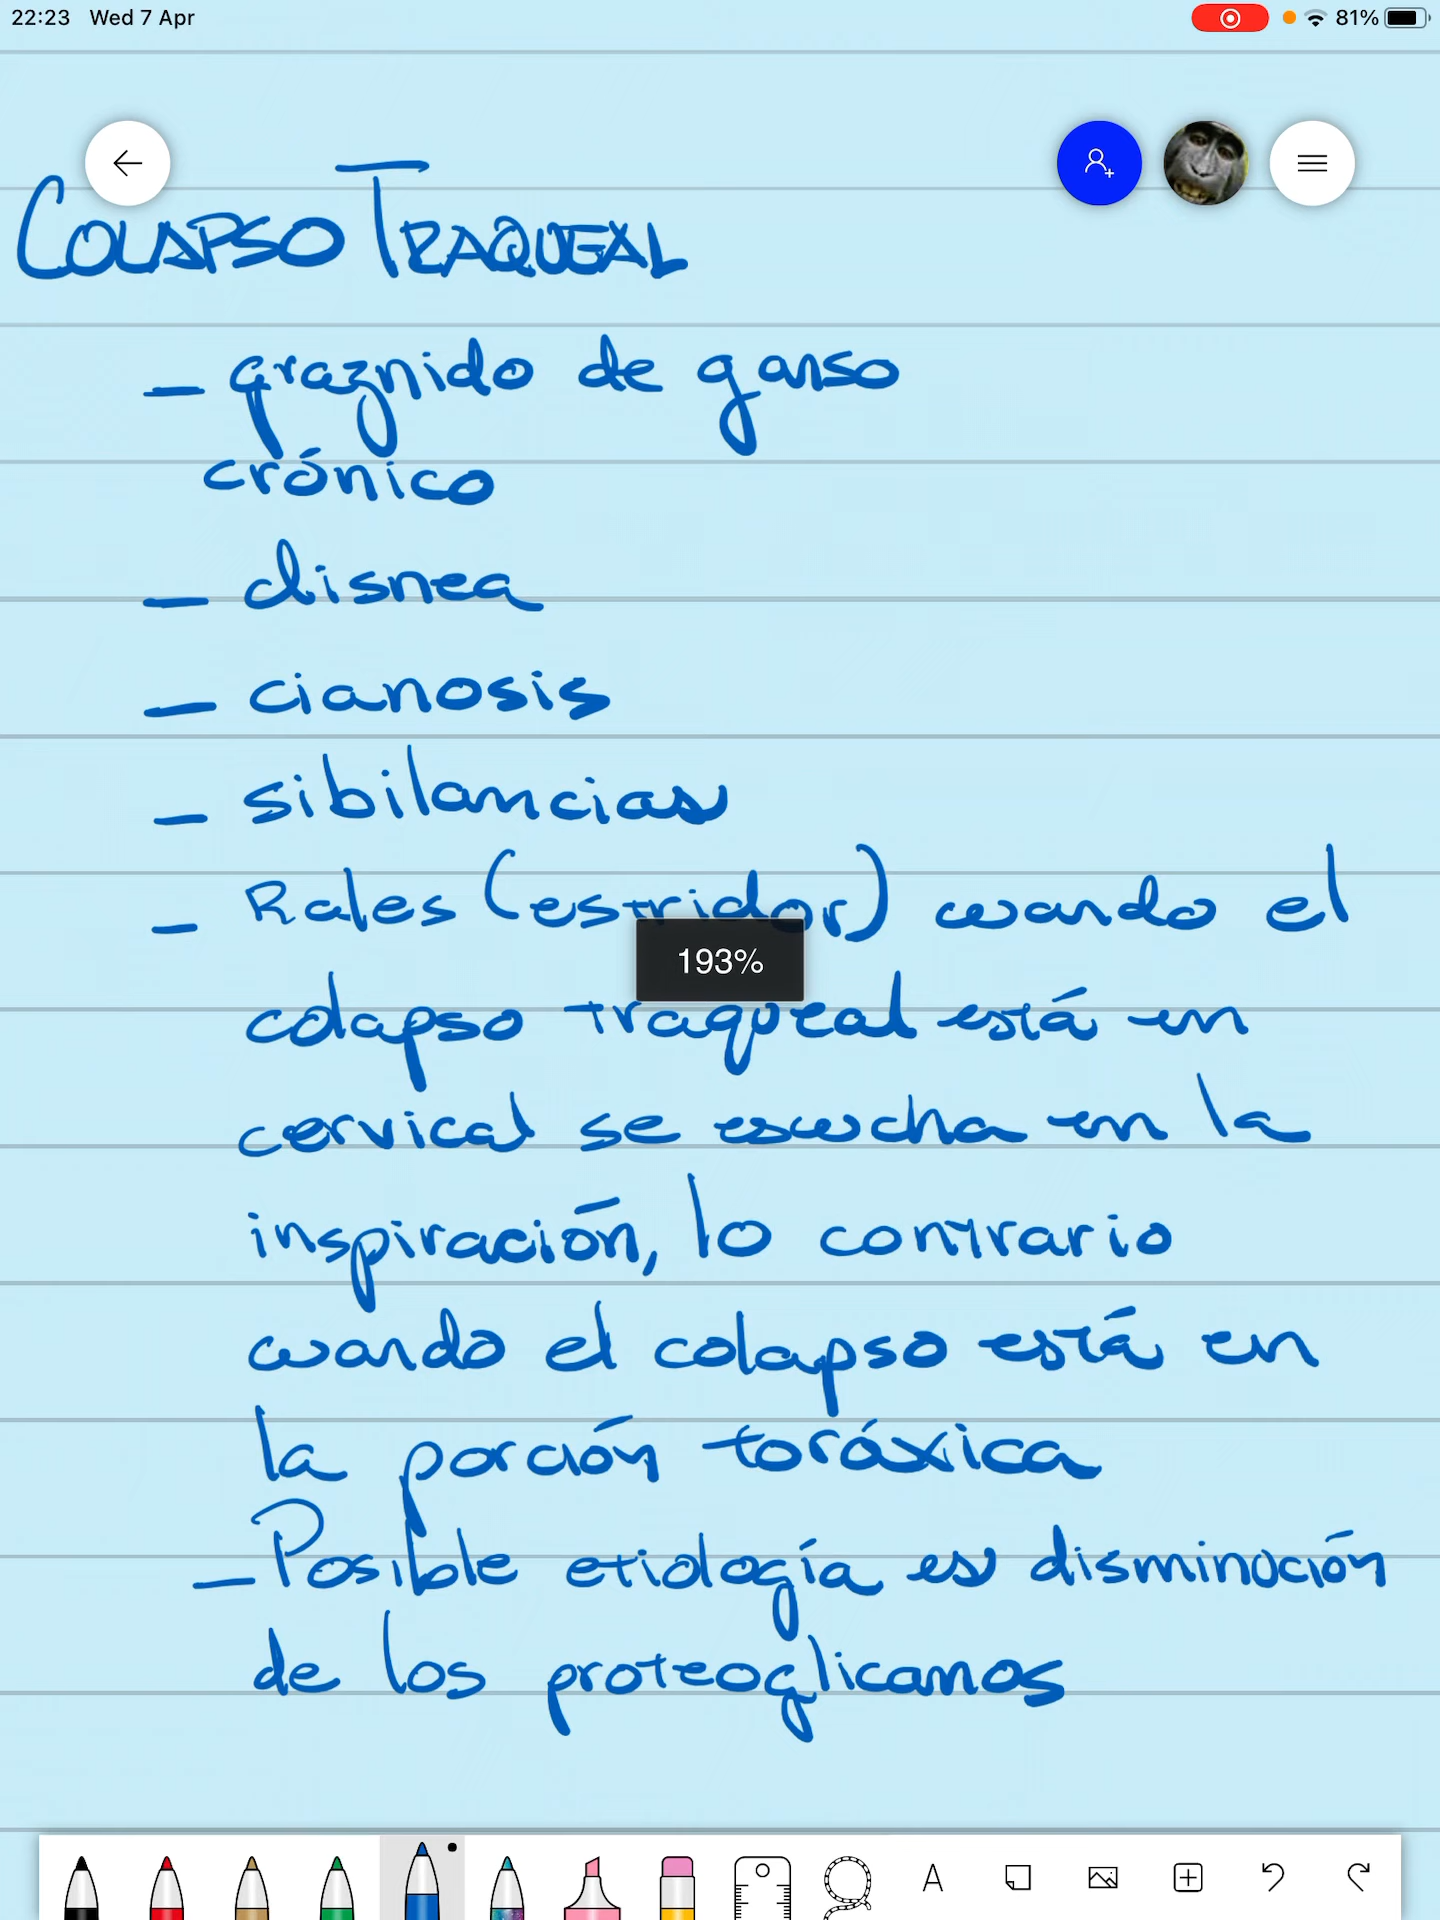 22:23 Wed 7 Apr 81%
COLAPSO TRAQUEAL
- graznido de ganso
crónico
- disnea
- cianosis
- sibilancias
- Rales (estridor) cuando el
193%
colapso traqueal está en
cervical se escucha en la
inspiración, lo contrario
cuando el colapso está en
la porción toráxica
- Posible etiología es disminución
de los proteoglicanos
A